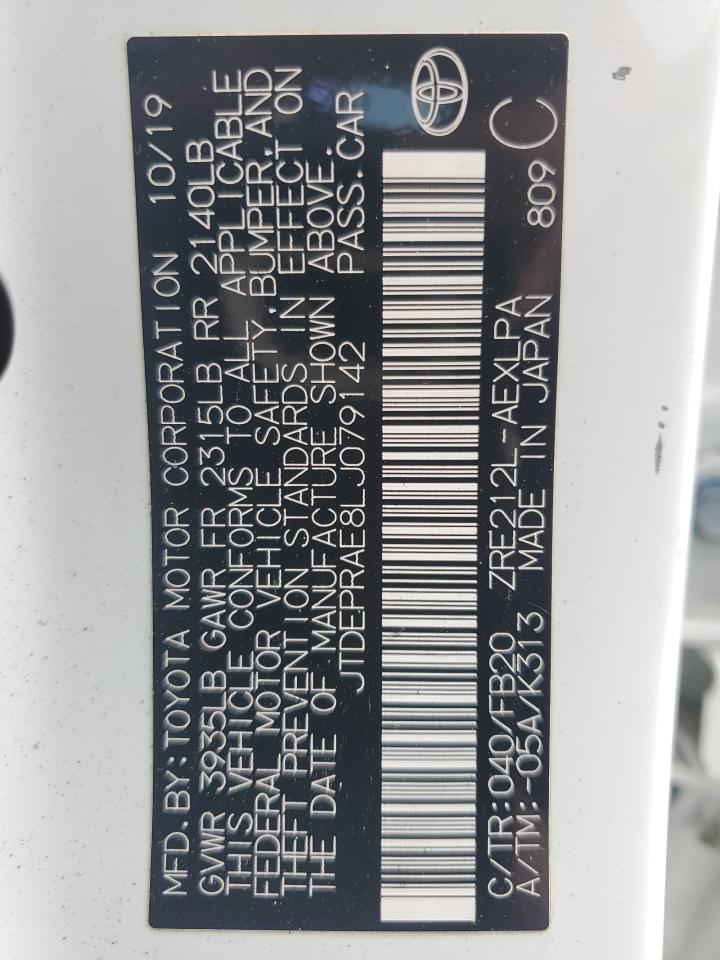 MFD.BY:TOYOTA MOTOR CORPORATION 10/19
GVWR 3935LB GAWR FR 2315LB RR 2140LB
THIS VEHICLE CONFORMS TO ALL APPLICABLE
FEDERAL MOTOR VEHICLE SAFETY,BUMPER,AND
THEFT PREVENTION STANDARDS IN EFFECT ON
THE DATE OF MANUFACTURE SHOWN ABOVE.
JTDEPRAE8LJ079142 PASS.CAR
C/TR:040/FB20 ZRE212L-AEXLPA
A/TM:-05A/K313 MADE IN JAPAN 809 C